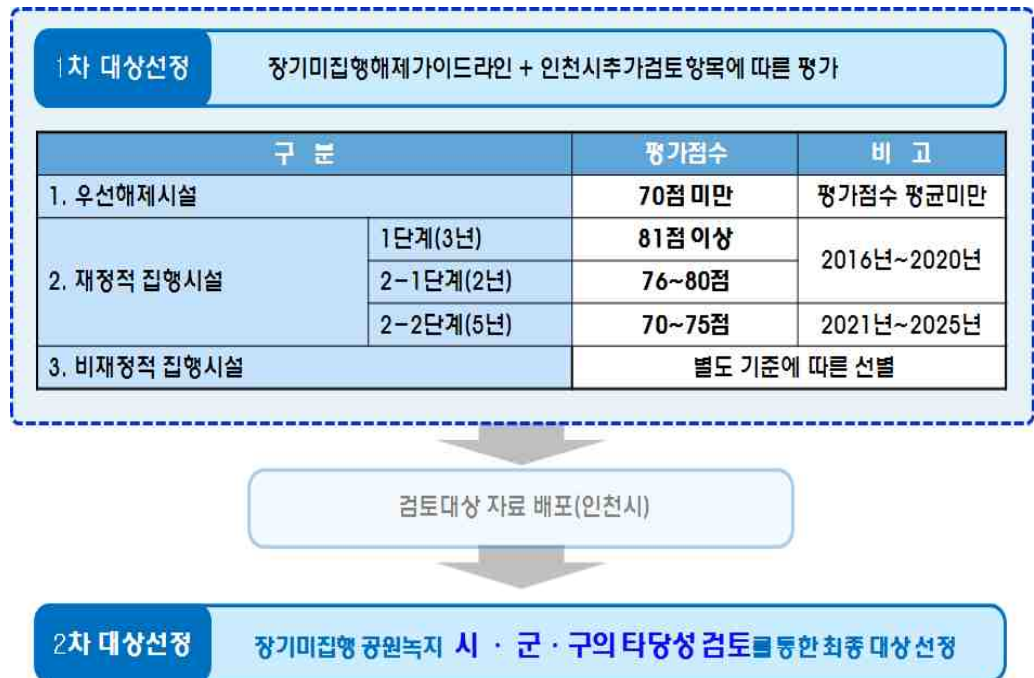 1차 대상선정
장기미집행해제가이드라인 + 인천시추가검토항목에 따른 평가
구 분 평가점수 비 고
1. 우선해제시설 70점 미만 평가점수 평균미만
2. 재정적 집행시설 1단계(3년) 81점 이상 2016년~2020년
2-1단계(2년) 76~80점
2-2단계(5년) 70~75점 2021년~2025년
3. 비재정적 집행시설 별도 기준에 따른 선별
검토대상 자료 배포(인천시)
2차 대상선정
장기미집행 공원녹지 시 · 군 · 구의 타당성 검토를 통한 최종 대상 선정